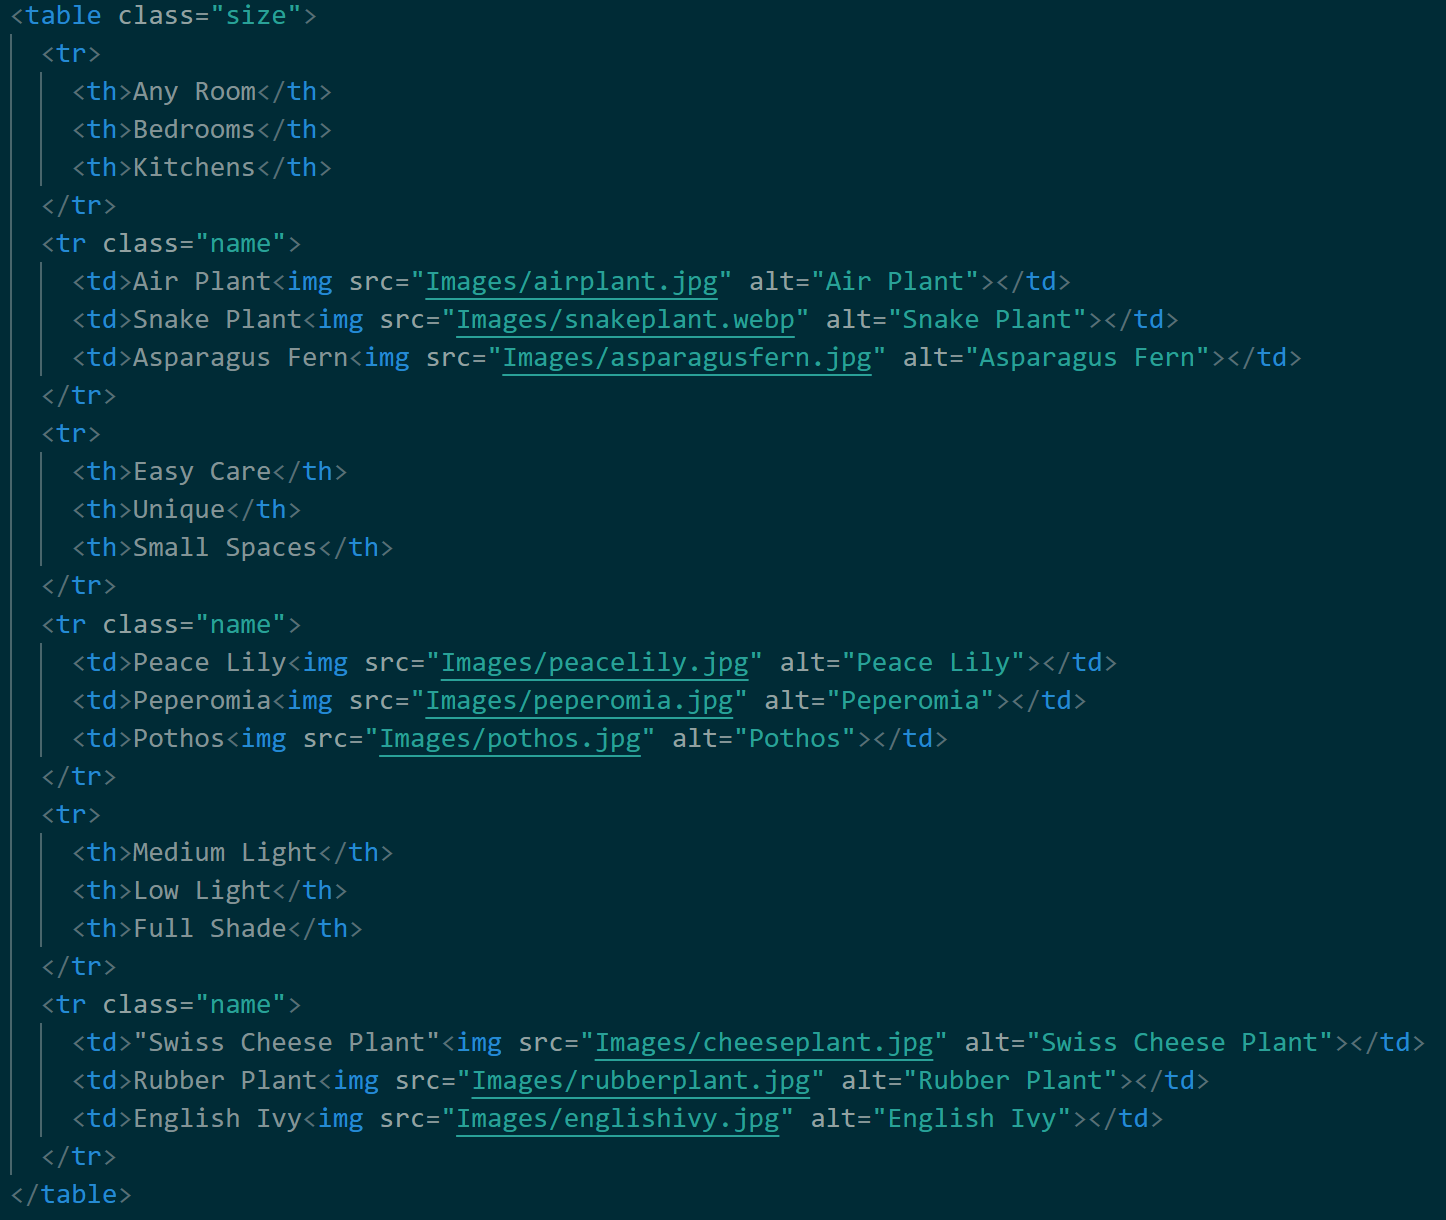 <table class="size">
<tr>
<th>Any Room</th>
<th>Bedrooms</th>
<th>Kitchens</th>
</tr>
<tr class="name">
<td>Air Plant<img src="Images/airplant.jpg" alt="Air Plant"></td>
<td>Snake Plant<img src="Images/snakeplant.webp" alt="Snake Plant"></td>
<td>Asparagus Fern<img src="Images/asparagusfern.jpg" alt="Asparagus Fern"></td>
</tr>
<tr>
<th>Easy Care</th>
<th>Unique</th>
<th>Small Spaces</th>
</tr>
<tr class="name">
<td>Peace Lily<img src="Images/peacelily.jpg" alt="Peace Lily"></td>
<td>Peperomia<img src="Images/peperomia.jpg" alt="Peperomia"></td>
<td>Pothos<img src="Images/pothos.jpg" alt="Pothos"></td>
</tr>
<tr>
<th>Medium Light</th>
<th>Low Light</th>
<th>Full Shade</th>
</tr>
<tr class="name">
<td>"Swiss Cheese Plant"<img src="Images/cheeseplant.jpg" alt="Swiss Cheese Plant"></td>
<td>Rubber Plant<img src="Images/rubberplant.jpg" alt="Rubber Plant"></td>
<td>English Ivy<img src="Images/englishivy.jpg" alt="English Ivy"></td>
</tr>
</table>